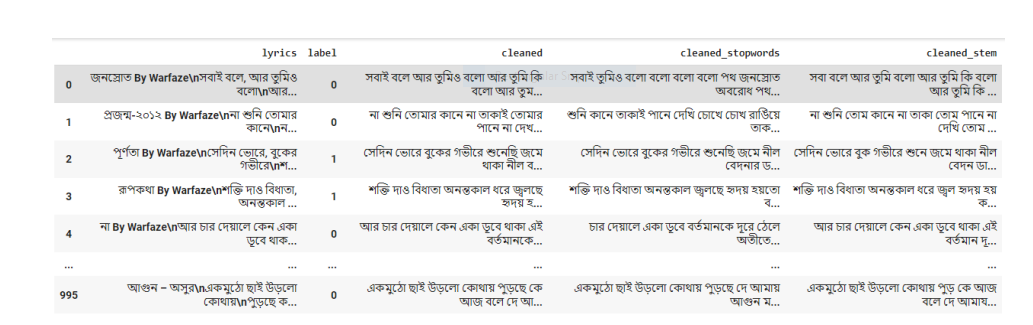 lyrics label cleaned cleaned_stopwords cleaned_stem
0 জনস্রোত By Warfaze\nসবাই বলে, আর তুমিও 0 সবাই বলে আর তুমিও বলো আর তুমি কি সবাই তুমিও বলো বলো বলো বলো পথ জনস্রোত সবা বলে আর তুমি বলো আর তুমি কি বলো
বলো\nআর... বলো আর তুম... অবরোধ পথ... আর তুমি কি ...
1 প্রজন্ম-২০১২ By Warfaze\nনা শুনি তোমার 0 না শুনি তোমার কানে না তাকাই তোমার শুনি কানে তাকাই পানে দেখি চোখে চোখ রাঙিয়ে না শুনি তোম কানে না তাকা তোম পানে না
কানে\nন... পানে না দেখ... তাক... দেখি তোম ...
2 পূর্ণতা By Warfaze\nসেদিন ভোরে, বুকের 1 সেদিন ভোরে বুকের গভীরে শুনেছি জমে সেদিন ভোরে বুকের গভীরে শুনেছি জমে নীল সেদিন ভোরে বুক গভীরে শুনে জমে থাকা নীল
গভীরে\nশ... থাকা নীল ব... বেদনার ড... বেদন ডা...
3 রূপকথা By Warfaze\nশক্তি দাও বিধাতা, 1 শক্তি দাও বিধাতা অনন্তকাল ধরে জ্বলছে শক্তি দাও বিধাতা অনন্তকাল জ্বলছে হৃদয় হয়তো শক্তি দাও বিধাতা অনন্তকাল ধরে জ্বল হৃদয় হয়
অনন্তকাল ... হৃদয় হ... ব... ক...
4 না By Warfaze\nআর চার দেয়ালে কেন একা 0 আর চার দেয়ালে কেন একা ডুবে থাকা এই চার দেয়ালে একা ডুবে বর্তমানকে দূরে ঠেলে আর চার দেয়ালে কেন একা ডুবে থাকা এই
ডুবে থাক... বর্তমানকে... অতীতে... বর্তমান দূ...
... ... ... ... ... ...
995 আগুন – অসুর\nএকমুঠো ছাই উড়লো 0 একমুঠো ছাই উড়লো কোথায় পুড়ছে কে একমুঠো ছাই উড়লো কোথায় পুড়ছে দে আমায় একমুঠো ছাই উড়লো কোথায় পুড় কে আজ
কোথায়\nপুড়ছে ক... আজ বলে দে আ... আগুন ম... বলে দে আমায...